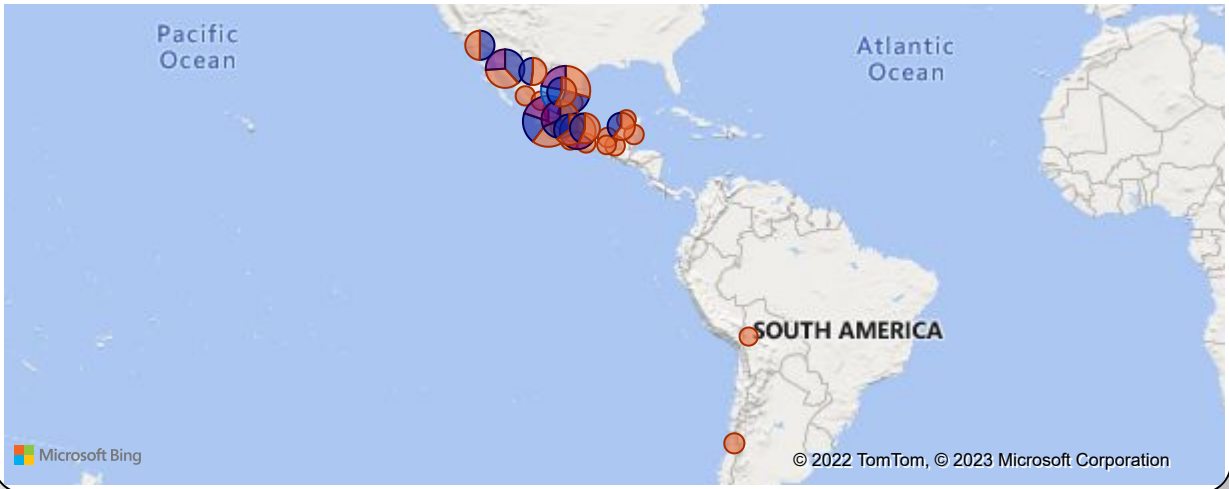 Pacific
Ocean
Atlantic
Ocean
SOUTH AMERICA
Microsoft Bing
© 2022 TomTom, © 2023 Microsoft Corporation